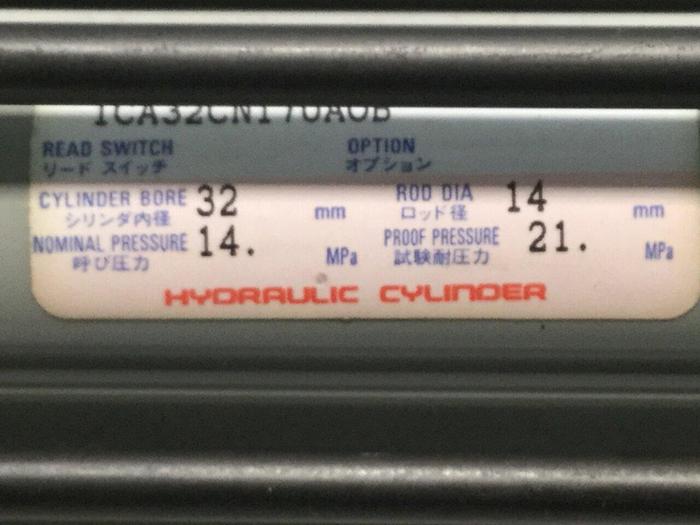 1CA32CN170A0B
READ SWITCH OPTION
リード スイッチ オプション
CYLINDER BORE 32 mm ROD DIA 14 mm
シリンダ内径 ロッド径
NOMINAL PRESSURE 14. MPa PROOF PRESSURE 21. MPa
呼び圧力 試験耐圧力
HYDRAULIC CYLINDER